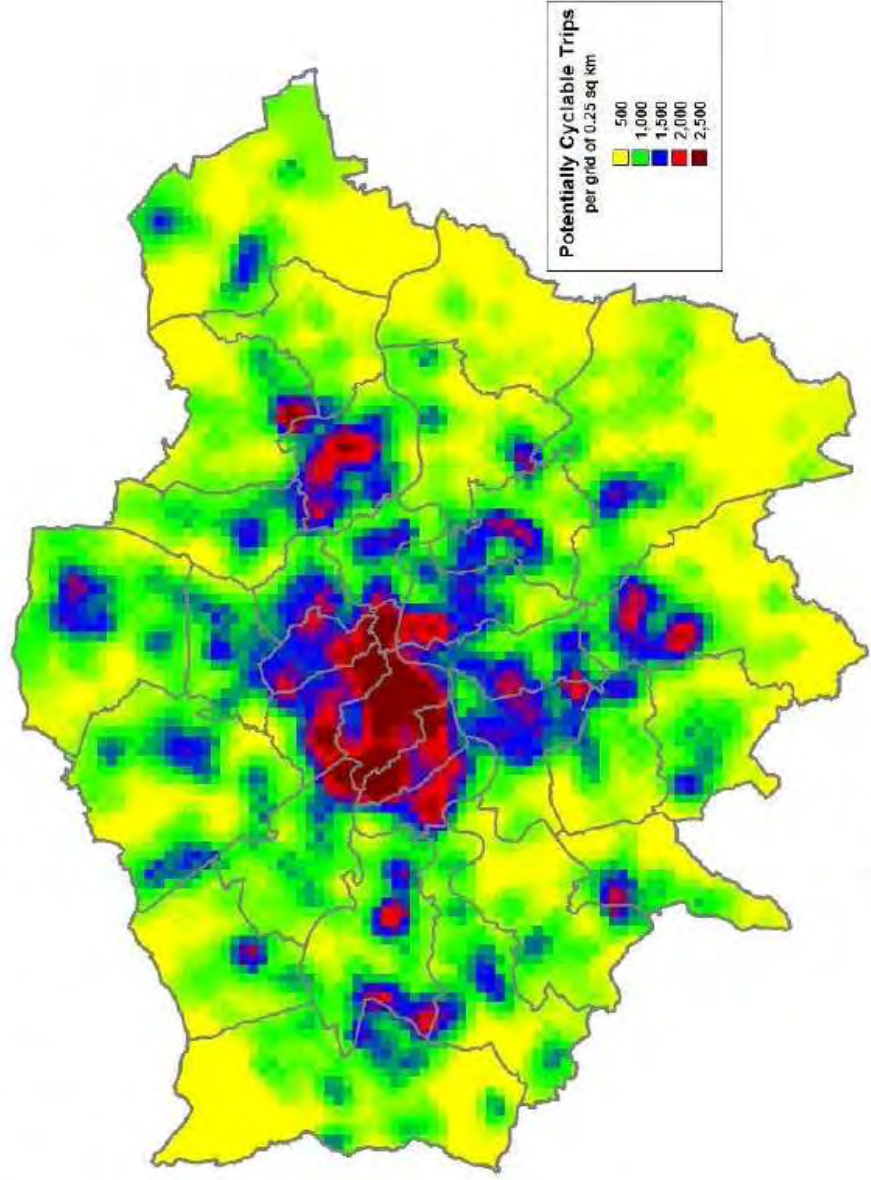 Potentially Cyclable Trips
per grid of 0.25 sq km
500
1,000
1,500
2,000
2,500